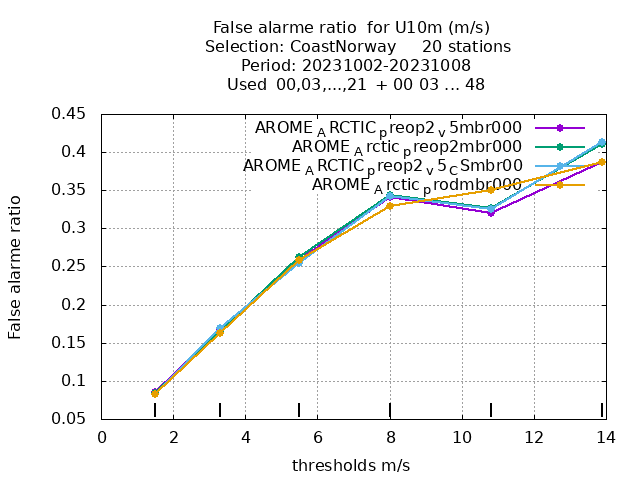 False alarme ratio  for U10m (m/s)
Selection: CoastNorway     20 stations
Period: 20231002-20231008
Used  00,03,...,21  + 00 03 ... 48
AROME_ARCTIC_preop2_v5mbr000
AROME_Arctic_preop2mbr000
AROME_ARCTIC_preop2_v5_CSmbr00
AROME_Arctic_prodmbr000
0.45
0.4
0.35
0.3
0.25
0.2
0.15
0.1
0.05
False alarme ratio
0 2 4 6 8 10 12 14
thresholds m/s